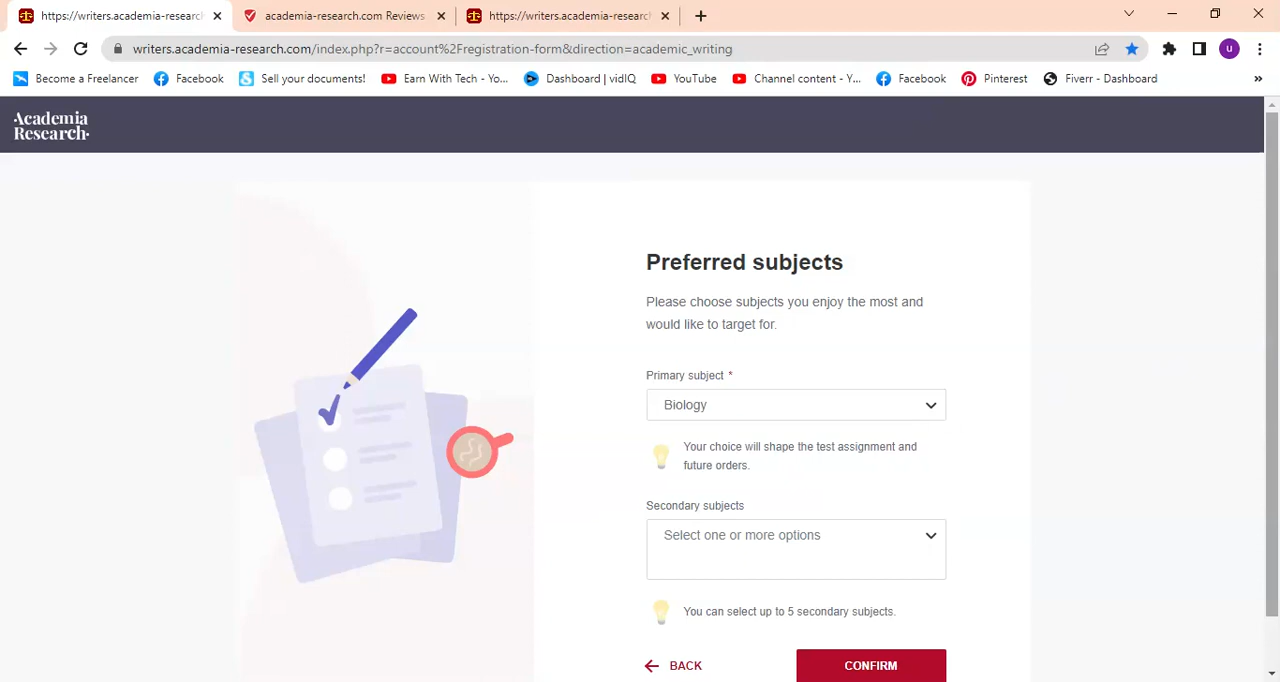 https://writers.academia-research
academia-research.com Reviews
https://writers.academia-research
writers.academia-research.com/index.php?r=account%2Fregistration-form&direction=academic_writing
u
Become a Freelancer
Facebook
Sell your documents!
Earn With Tech - Yo...
Dashboard | vidIQ
YouTube
Channel content - Y...
Facebook
Pinterest
Fiverr - Dashboard
»
Academia
Research
Preferred subjects
Please choose subjects you enjoy the most and
would like to target for.
Primary subject *
Biology
Your choice will shape the test assignment and
future orders.
Secondary subjects
Select one or more options
You can select up to 5 secondary subjects.
BACK
CONFIRM